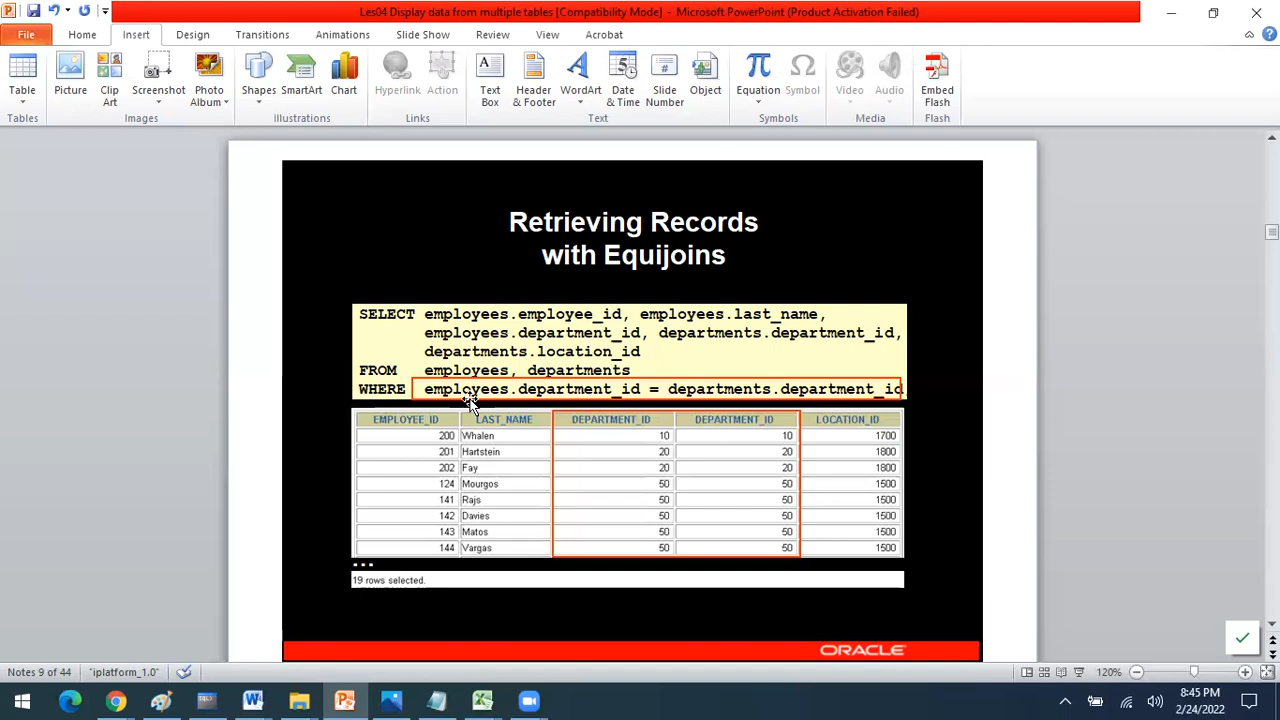 Les04 Display data from multiple tables [Compatibility Mode] - Microsoft PowerPoint (Product Activation Failed)
File Home Insert Design Transitions Animations Slide Show Review View Acrobat
Table
Picture
Clip Art
Screenshot
Photo Album
Shapes
SmartArt
Chart
Hyperlink
Action
Text Box
Header & Footer
WordArt
Date & Time
Slide Number
Object
Equation
Symbol
Video
Audio
Embed Flash
Tables Images Illustrations Links Text Symbols Media Flash
Retrieving Records
with Equijoins
SELECT employees.employee_id, employees.last_name,
employees.department_id, departments.department_id,
departments.location_id
FROM employees, departments
WHERE employees.department_id = departments.department_id
EMPLOYEE_ID LAST_NAME DEPARTMENT_ID DEPARTMENT_ID LOCATION_ID
200 Whalen 10 10 1700
201 Hartstein 20 20 1800
202 Fay 20 20 1800
124 Mourgos 50 50 1500
141 Rajs 50 50 1500
142 Davies 50 50 1500
143 Matos 50 50 1500
144 Vargas 50 50 1500
...
19 rows selected.
ORACLE
Notes 9 of 44 "iplatform_1.0" 120%
8:45 PM
2/24/2022